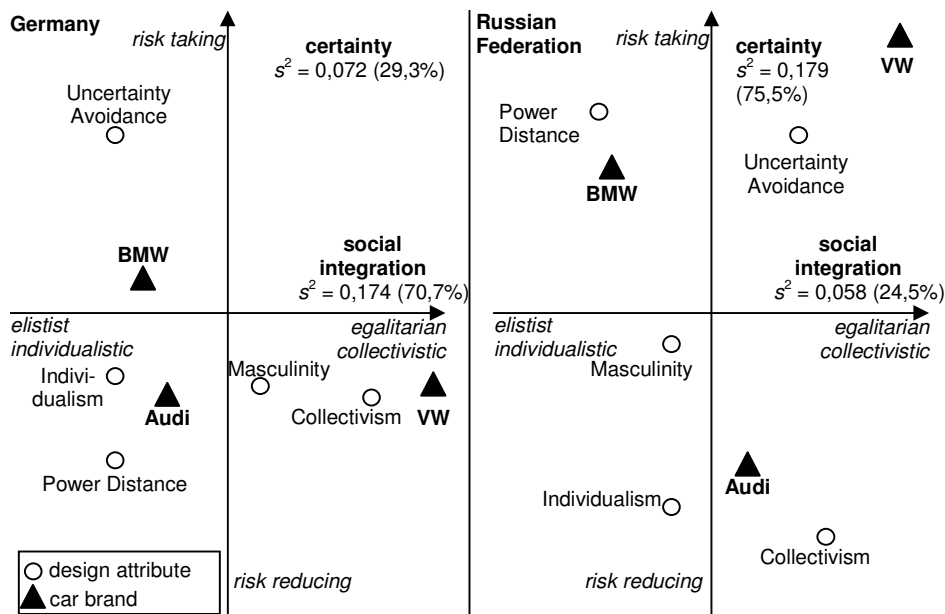 Germany
risk taking
certainty
s² = 0,072 (29,3%)
Uncertainty
Avoidance
BMW
social
integration
s² = 0,174 (70,7%)
elistist
individualistic
egalitarian
collectivistic
Indivi-
dualism
Audi
Masculinity
Collectivism
VW
Power Distance
design attribute
car brand
risk reducing
Russian
Federation
risk taking
certainty
s² = 0,179
(75,5%)
VW
Power
Distance
BMW
Uncertainty
Avoidance
social
integration
s² = 0,058 (24,5%)
elistist
individualistic
egalitarian
collectivistic
Masculinity
Audi
Individualism
Collectivism
risk reducing